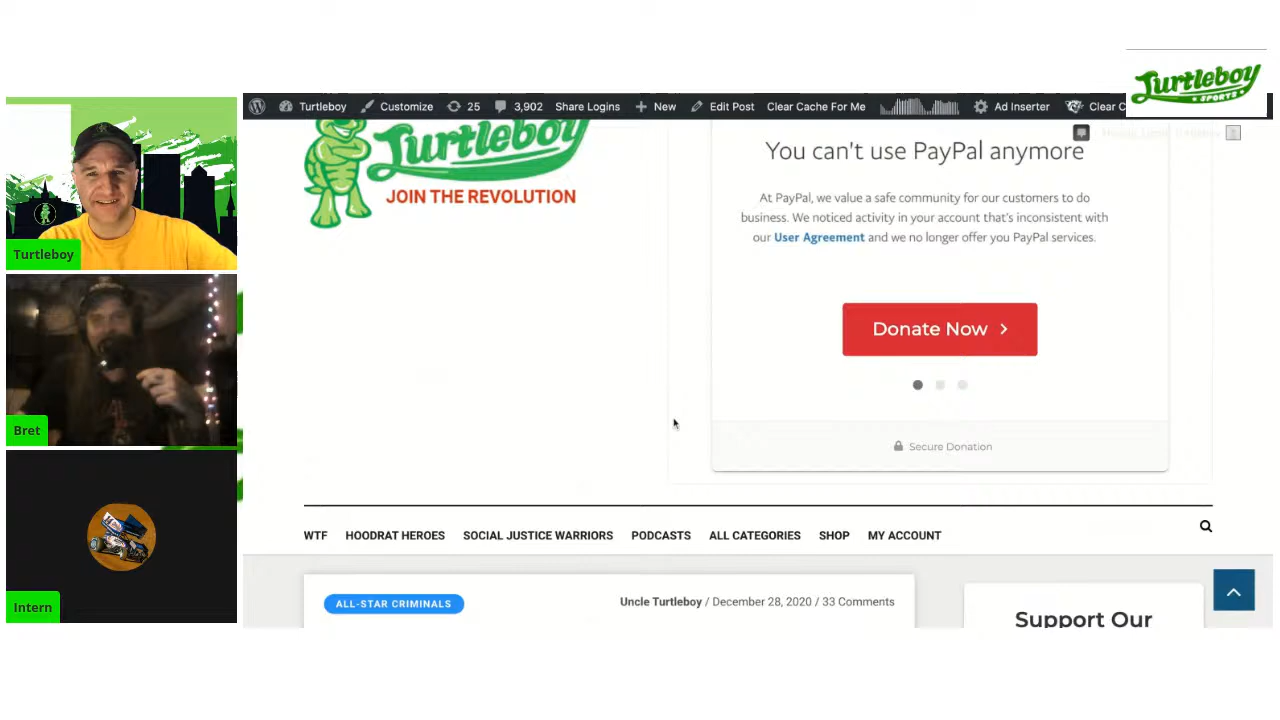 Turtleboy
SPORTS
Turtleboy
Customize
25
3,902
Share Logins
New
Edit Post
Clear Cache For Me
Ad Inserter
Clear C
Turtleboy
JOIN THE REVOLUTION
You can't use PayPal anymore
At PayPal, we value a safe community for our customers to do
business. We noticed activity in your account that's inconsistent with
our User Agreement and we no longer offer you PayPal services.
Donate Now
Secure Donation
WTF
HOODRAT HEROES
SOCIAL JUSTICE WARRIORS
PODCASTS
ALL CATEGORIES
SHOP
MY ACCOUNT
ALL-STAR CRIMINALS
Uncle Turtleboy / December 28, 2020 / 33 Comments
Support Our
Turtleboy
Bret
Intern